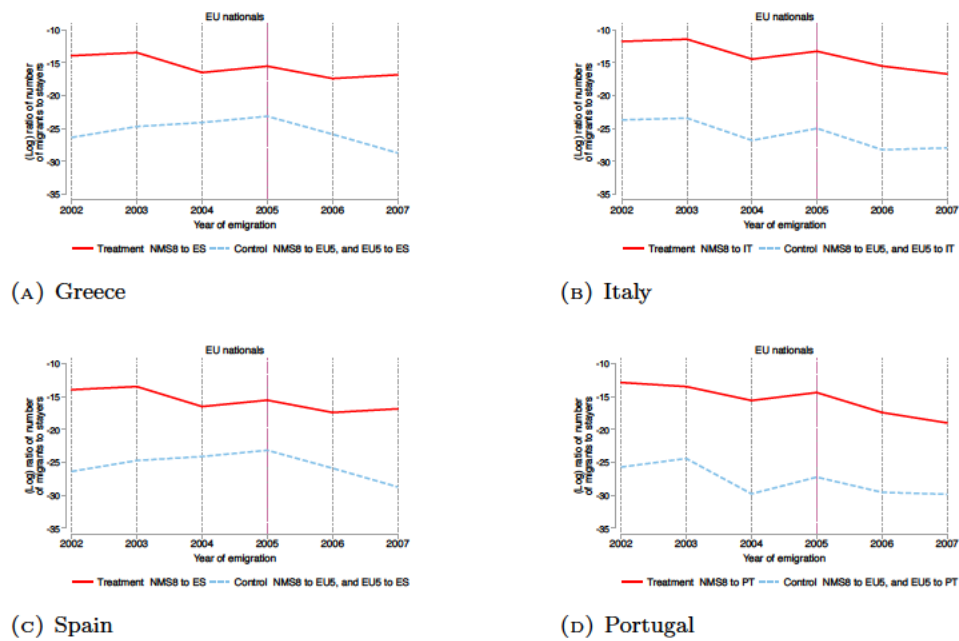 EU nationals
(Log) ratio of number
of migrants to stayers
-10
-15
-20
-25
-30
-35
2002 2003 2004 2005 2006 2007
Year of emigration
Treatment NMS8 to ES Control NMS8 to EU5, and EU5 to ES
(A) Greece
EU nationals
(Log) ratio of number
of migrants to stayers
-10
-15
-20
-25
-30
-35
2002 2003 2004 2005 2006 2007
Year of emigration
Treatment NMS8 to IT Control NMS8 to EU5, and EU5 to IT
(B) Italy
EU nationals
(Log) ratio of number
of migrants to stayers
-10
-15
-20
-25
-30
-35
2002 2003 2004 2005 2006 2007
Year of emigration
Treatment NMS8 to ES Control NMS8 to EU5, and EU5 to ES
(C) Spain
EU nationals
(Log) ratio of number
of migrants to stayers
-10
-15
-20
-25
-30
-35
2002 2003 2004 2005 2006 2007
Year of emigration
Treatment NMS8 to PT Control NMS8 to EU5, and EU5 to PT
(D) Portugal